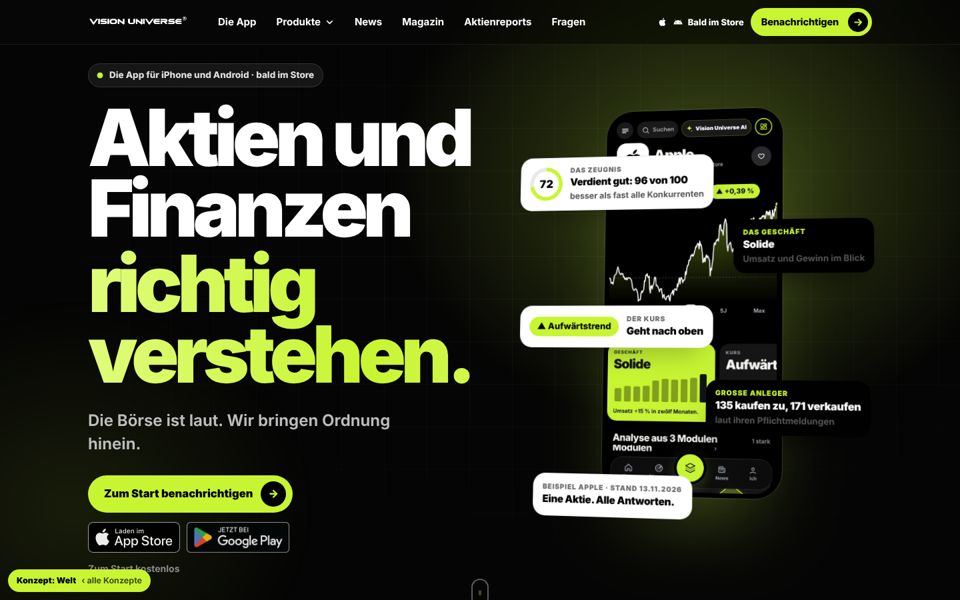 VISION UNIVERSE®
Die App
Produkte
News
Magazin
Aktienreports
Fragen
Bald im Store
Benachrichtigen
Die App für iPhone und Android · bald im Store
Aktien und
Finanzen
richtig
verstehen.
Die Börse ist laut. Wir bringen Ordnung
hinein.
Zum Start benachrichtigen
Laden im
App Store
JETZT BEI
Google Play
Zum Start kostenlos
Konzept: Welt ‹ alle Konzepte
Suchen
Vision Universe AI
Apple
72
DAS ZEUGNIS
Verdient gut: 96 von 100
besser als fast alle Konkurrenten
▲ +0,39 %
DAS GESCHÄFT
Solide
Umsatz und Gewinn im Blick
5J
Max
▲ Aufwärtstrend
DER KURS
Geht nach oben
GESCHÄFT
Solide
Umsatz +15 % in zwölf Monaten.
KURS
Aufwärt
GROSSE ANLEGER
135 kaufen zu, 171 verkaufen
laut ihren Pflichtmeldungen
Analyse aus 3 Modulen
Modulen
1 stark
News
Ich
BEISPIEL APPLE · STAND 13.11.2026
Eine Aktie. Alle Antworten.